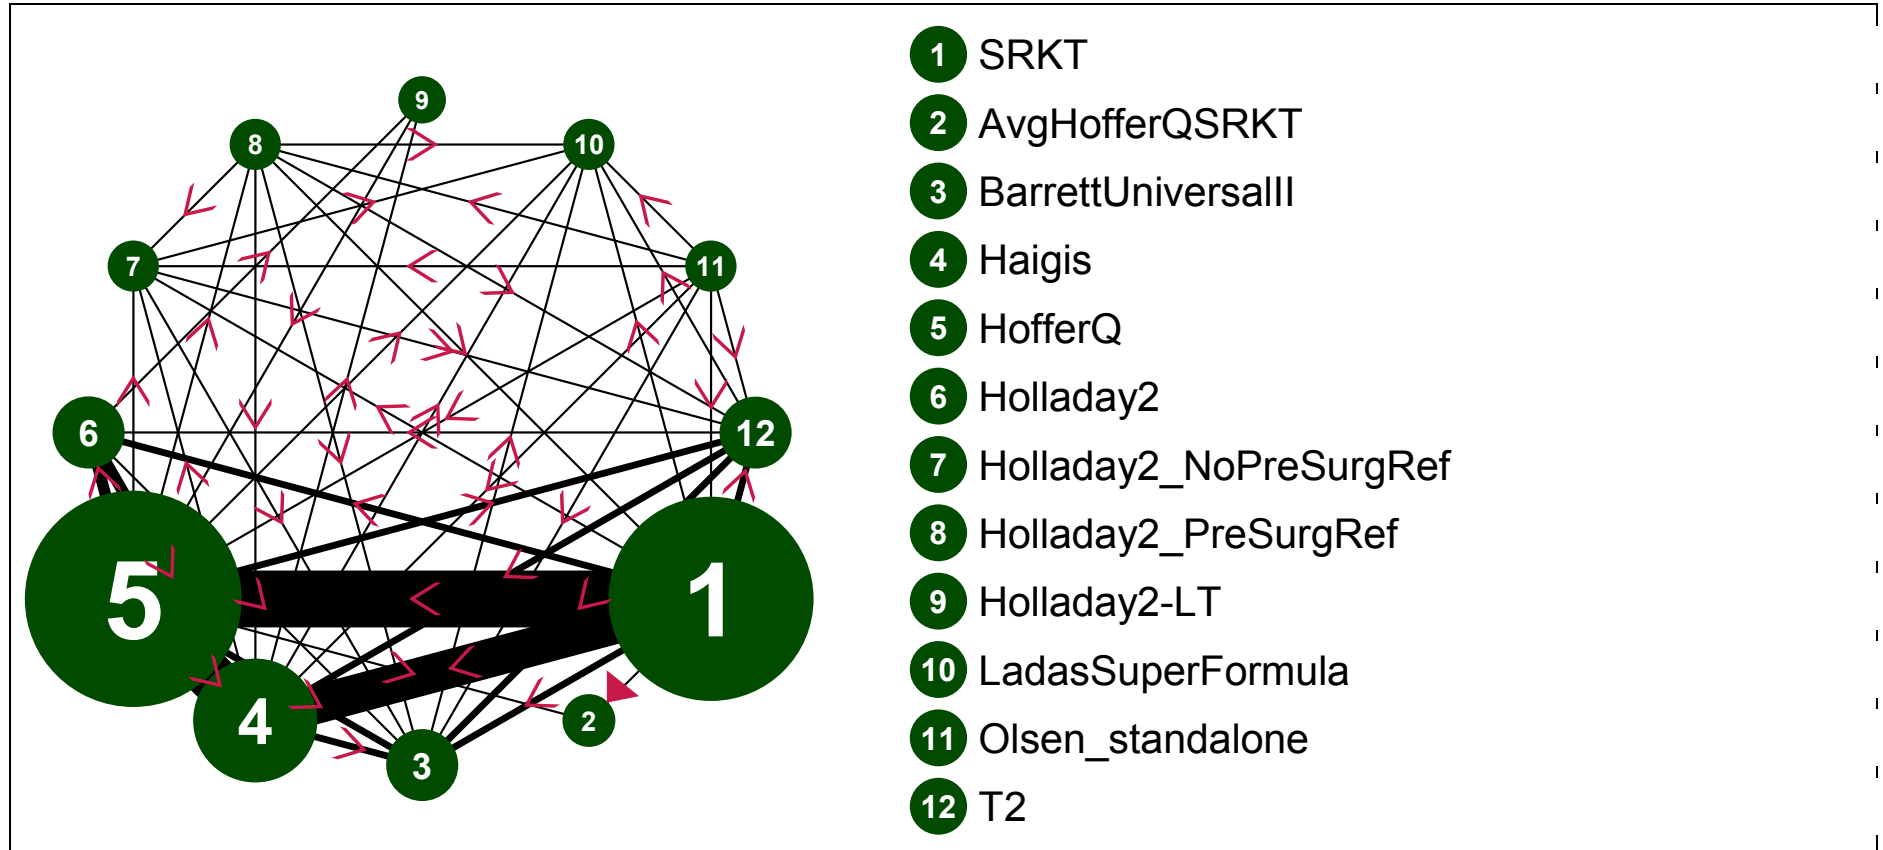 9
8
10
7
11
6
12
5
1
4
2
3
1 SRKT
2 AvgHofferQSRKT
3 BarrettUniversalII
4 Haigis
5 HofferQ
6 Holladay2
7 Holladay2_NoPreSurgRef
8 Holladay2_PreSurgRef
9 Holladay2-LT
10 LadasSuperFormula
11 Olsen_standalone
12 T2